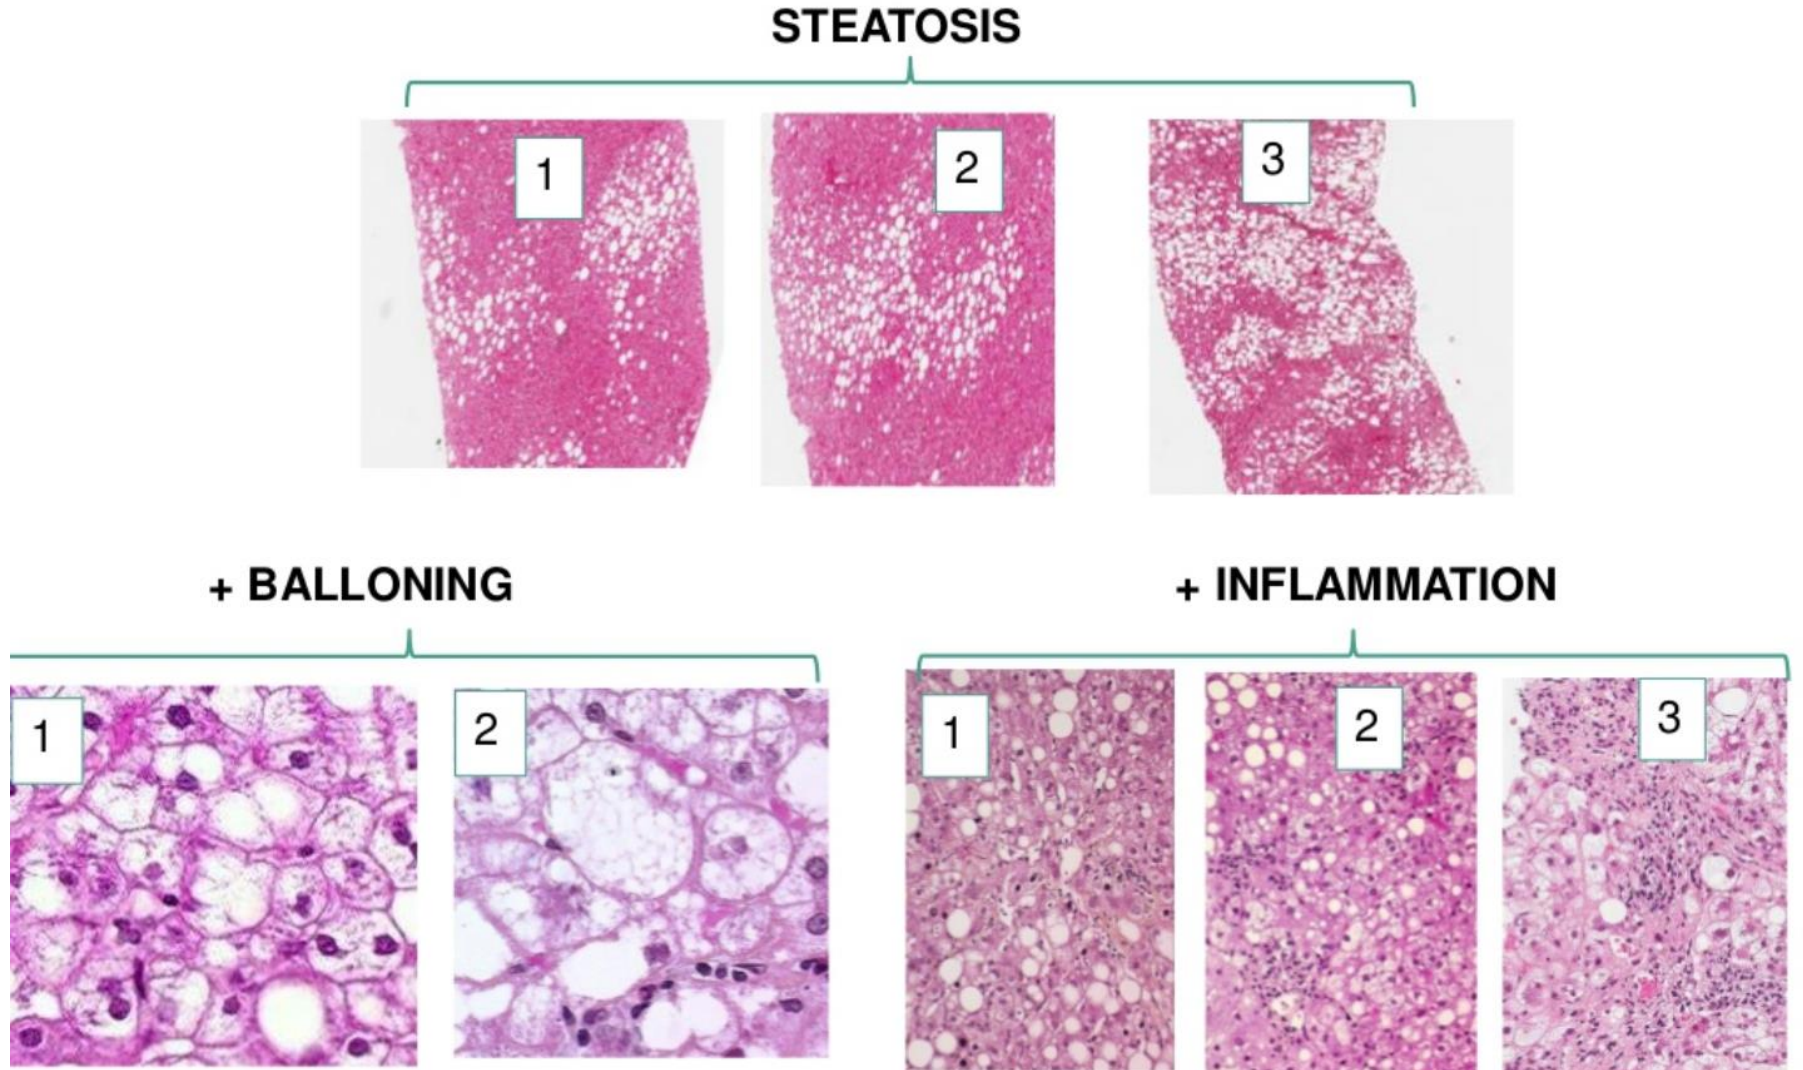 STEATOSIS
1
2
3
+ BALLONING
1
2
+ INFLAMMATION
1
2
3